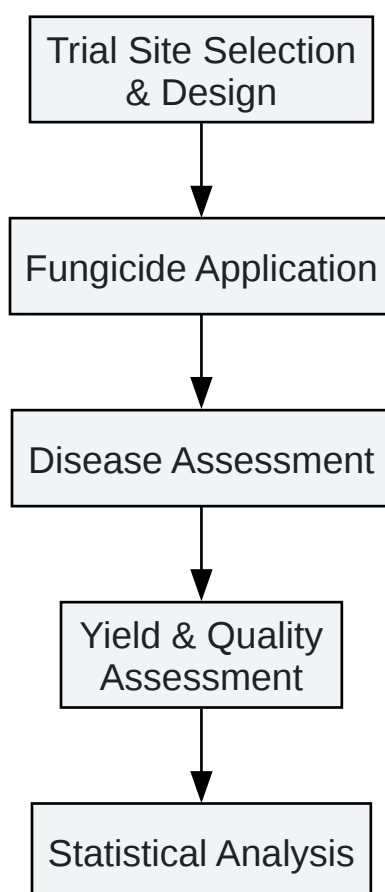 Trial Site Selection
& Design
Fungicide Application
Disease Assessment
Yield & Quality
Assessment
Statistical Analysis